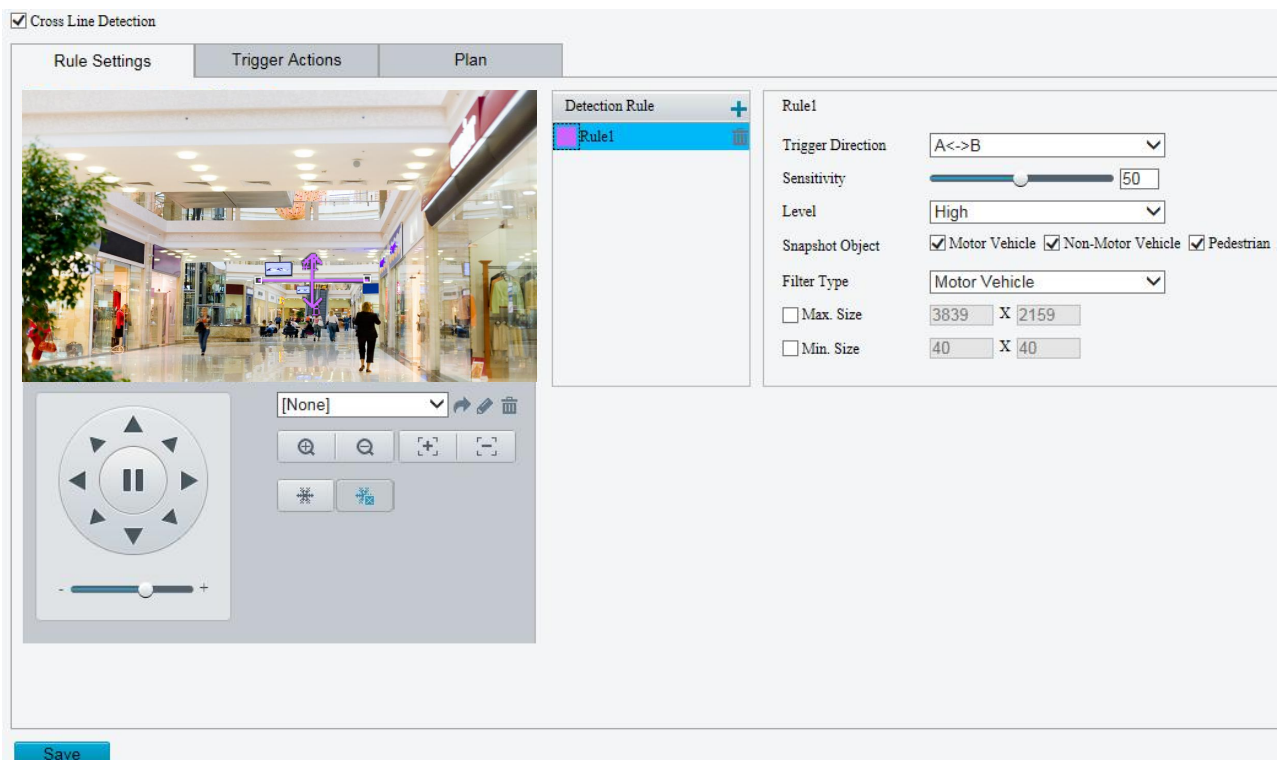 Cross Line Detection
Rule Settings Trigger Actions Plan
Detection Rule
Rule1
Rule1
Trigger Direction A<->B
Sensitivity 50
Level High
Snapshot Object Motor Vehicle Non-Motor Vehicle Pedestrian
Filter Type Motor Vehicle
Max. Size 3839 X 2159
Min. Size 40 X 40
[None]
- +
Save